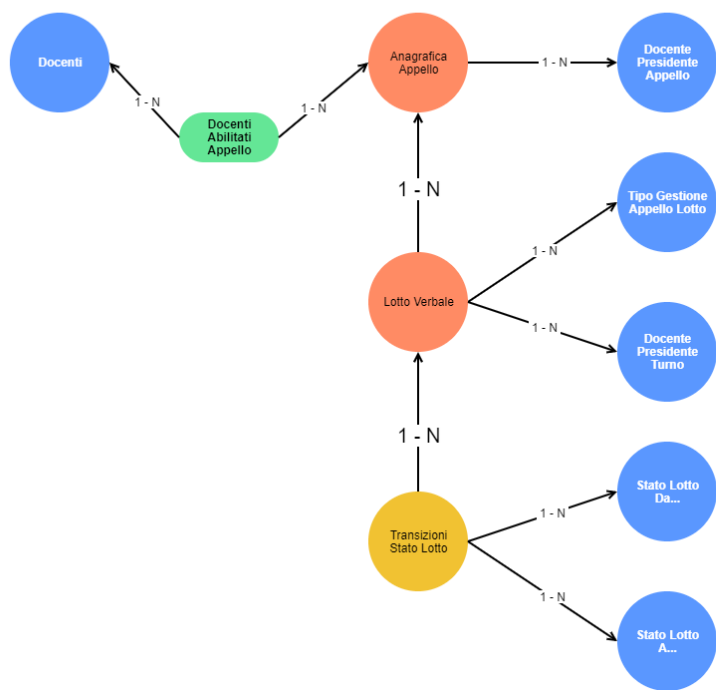 Docenti
1 - N
Docenti
Abilitati
Appello
1 - N
Anagrafica
Appello
1 - N
Docente
Presidente
Appello
1 - N
Tipo Gestione
Appello Lotto
1 - N
Lotto Verbale
1 - N
Docente
Presidente
Turno
1 - N
Stato Lotto
Da...
1 - N
Transizioni
Stato Lotto
1 - N
Stato Lotto
A...